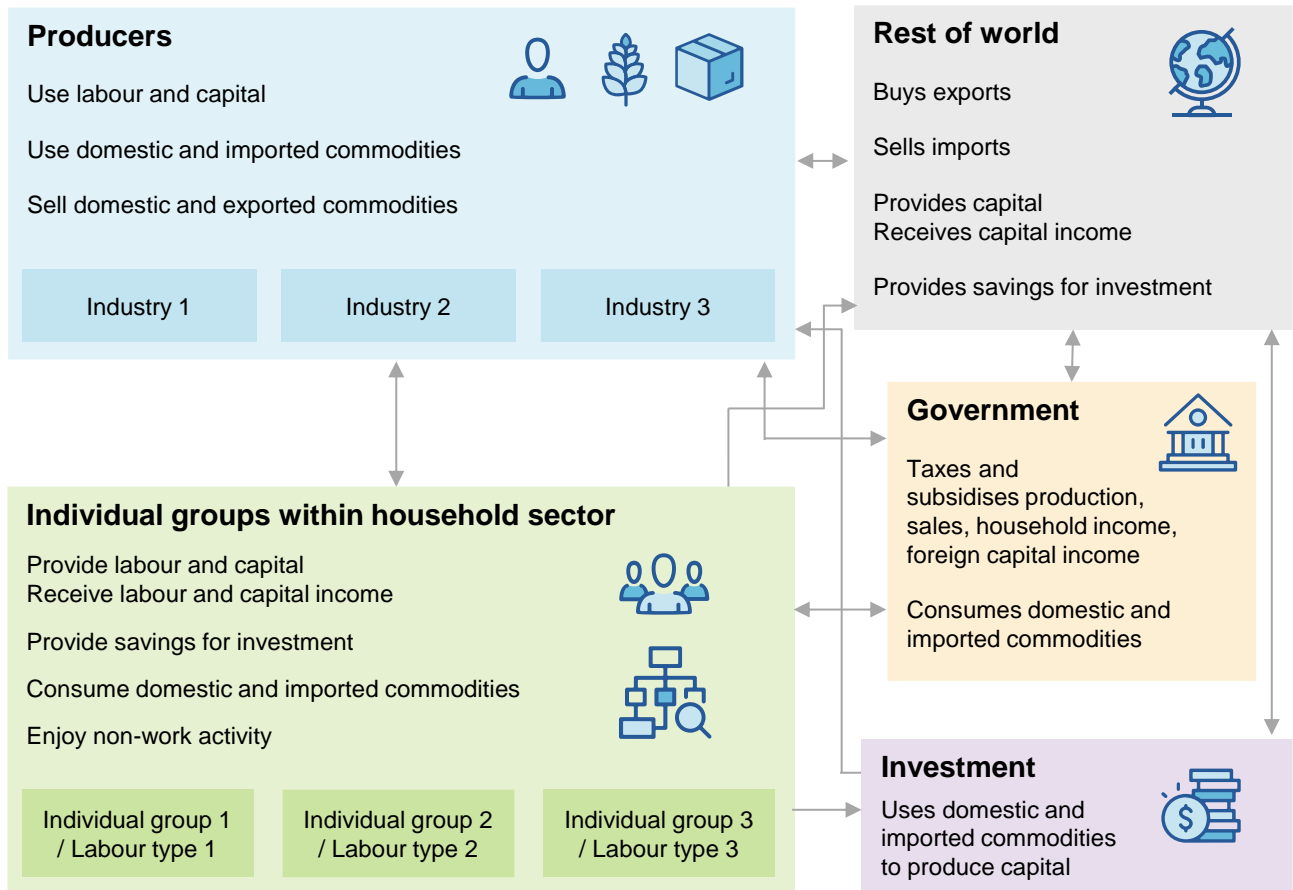 Producers
Use labour and capital
Use domestic and imported commodities
Sell domestic and exported commodities
Industry 1
Industry 2
Industry 3
Rest of world
Buys exports
Sells imports
Provides capital
Receives capital income
Provides savings for investment
Government
Taxes and
subsidises production,
sales, household income,
foreign capital income
Consumes domestic and
imported commodities
Individual groups within household sector
Provide labour and capital
Receive labour and capital income
Provide savings for investment
Consume domestic and imported commodities
Enjoy non-work activity
Individual group 1
/ Labour type 1
Individual group 2
/ Labour type 2
Individual group 3
/ Labour type 3
Investment
Uses domestic and
imported commodities
to produce capital
$